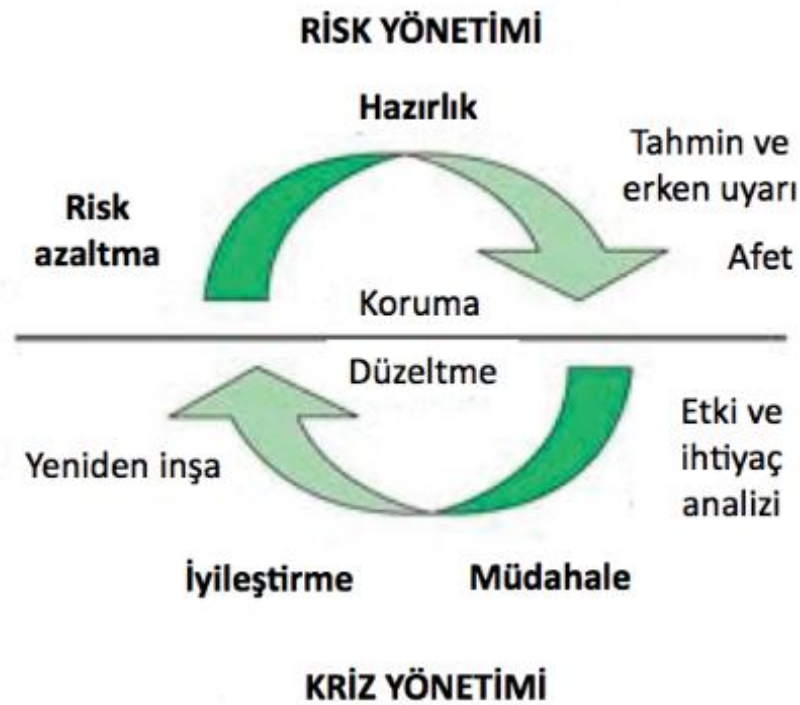 RİSK YÖNETİMİ
Hazırlık
Tahmin ve
erken uyarı
Risk
azaltma
Afet
Koruma
Düzeltme
Etki ve
ihtiyaç
analizi
Yeniden inşa
İyileştirme
Müdahale
KRİZ YÖNETİMİ